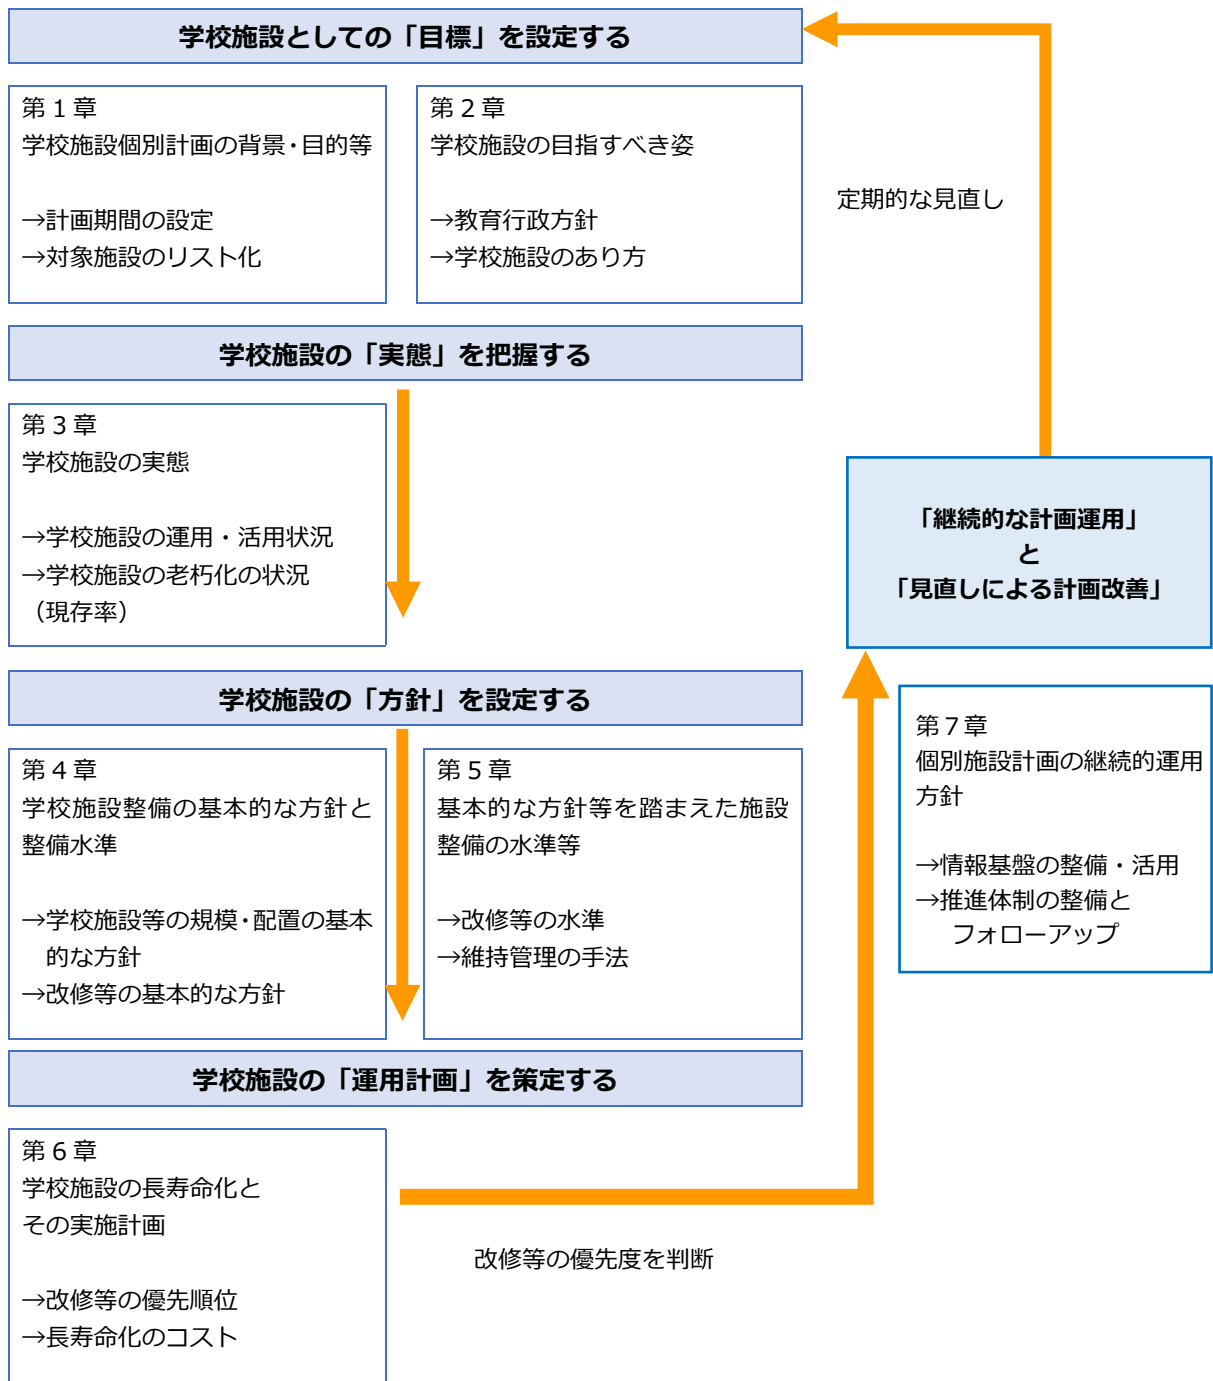 学校施設としての「目標」を設定する
第１章
学校施設個別計画の背景・目的等
→計画期間の設定
→対象施設のリスト化
第２章
学校施設の目指すべき姿
→教育行政方針
→学校施設のあり方
定期的な見直し
学校施設の「実態」を把握する
第３章
学校施設の実態
→学校施設の運用・活用状況
→学校施設の老朽化の状況
（現存率）
「継続的な計画運用」
と
「見直しによる計画改善」
学校施設の「方針」を設定する
第４章
学校施設整備の基本的な方針と
整備水準
→学校施設等の規模・配置の基本
的な方針
→改修等の基本的な方針
第５章
基本的な方針等を踏まえた施設
整備の水準等
→改修等の水準
→維持管理の手法
第７章
個別施設計画の継続的運用
方針
→情報基盤の整備・活用
→推進体制の整備と
フォローアップ
学校施設の「運用計画」を策定する
第６章
学校施設の長寿命化と
その実施計画
→改修等の優先順位
→長寿命化のコスト
改修等の優先度を判断